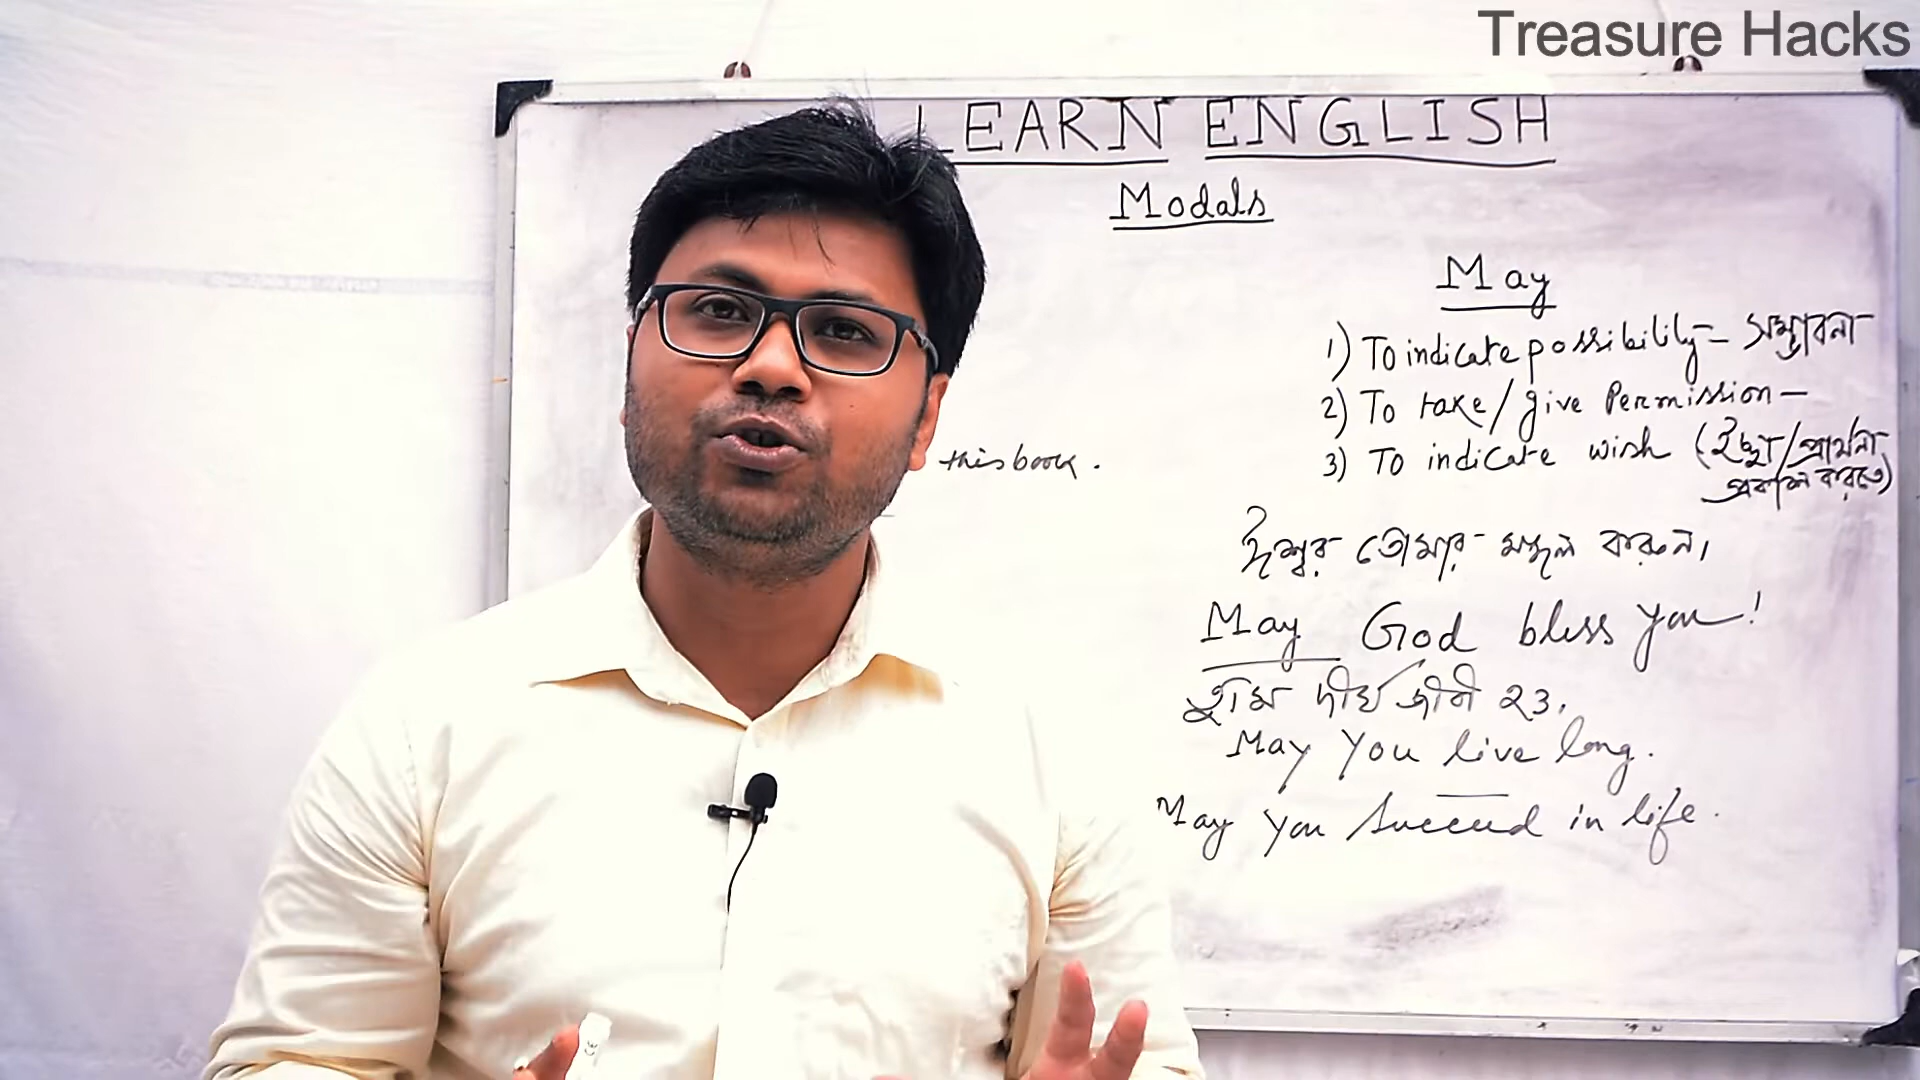 Treasure Hacks
LEARN ENGLISH
Modals
May
1) To indicate possibility - সম্ভাবনা
2) To take/give Permission -
3) To indicate wish (ইচ্ছা/প্রার্থনা
প্রকাশ করতে)
this book.
ঈশ্বর তোমার মঙ্গল করুন।
May God bless you!
তুমি দীর্ঘজীবী হও।
May You live long.
May you succeed in life.